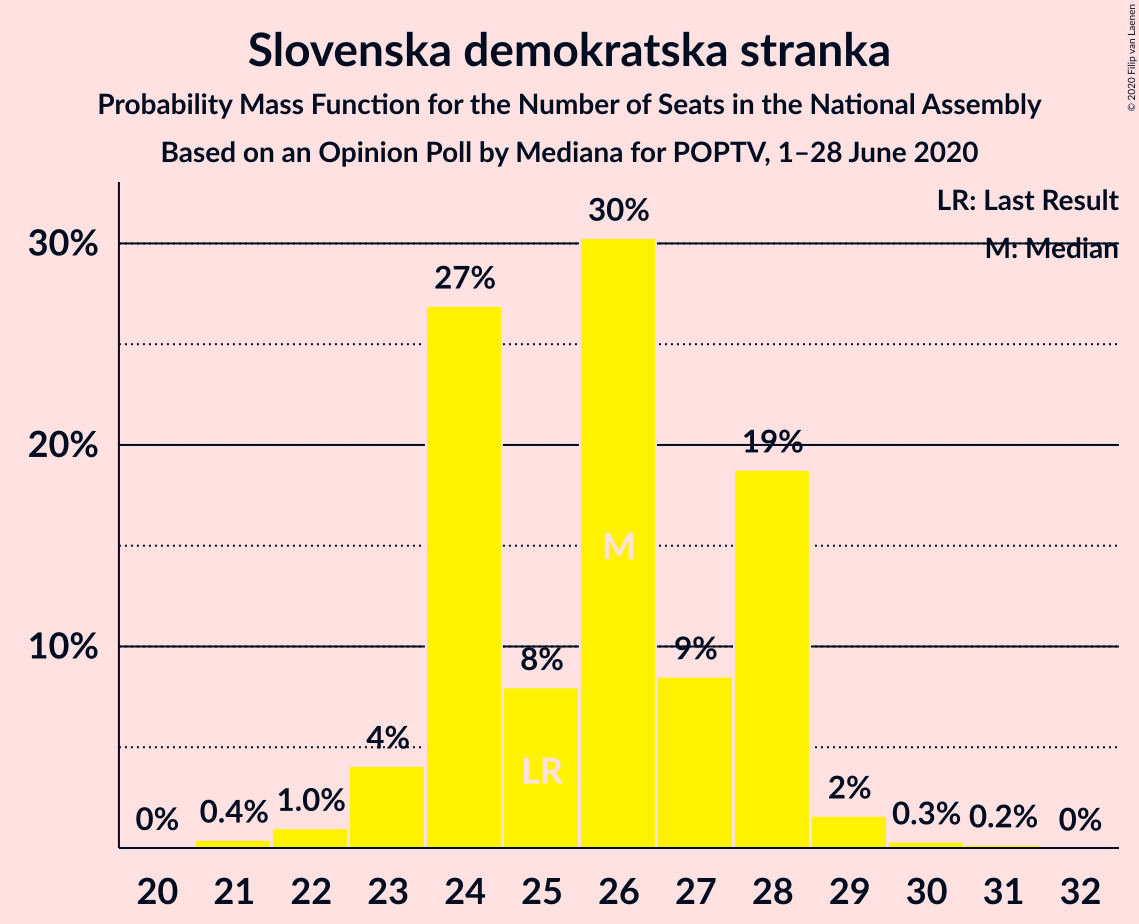 © 2020 Filip van Laenen
Slovenska demokratska stranka
Probability Mass Function for the Number of Seats in the National Assembly
Based on an Opinion Poll by Mediana for POPTV, 1–28 June 2020
LR: Last Result
M: Median
30%
20%
10%
0%
0.4%
1.0%
4%
27%
8%
30%
9%
19%
2%
0.3%
0.2%
0%
M
LR
20 21 22 23 24 25 26 27 28 29 30 31 32